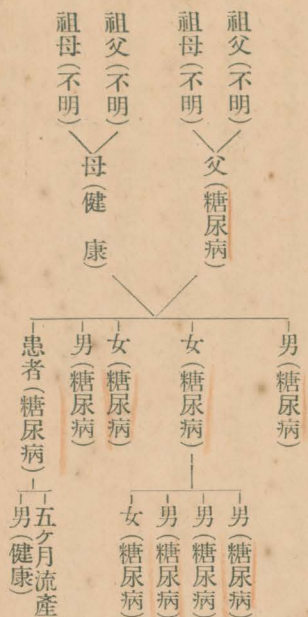 祖父(不明)
祖母(不明)
祖父(不明)
祖母(不明)
父(糖尿病)
母(健康)
男(糖尿病)
女(糖尿病)
女(糖尿病)
男(糖尿病)
患者(糖尿病)
男(糖尿病)
男(糖尿病)
男(糖尿病)
女(糖尿病)
五ケ月流產
男(健康)